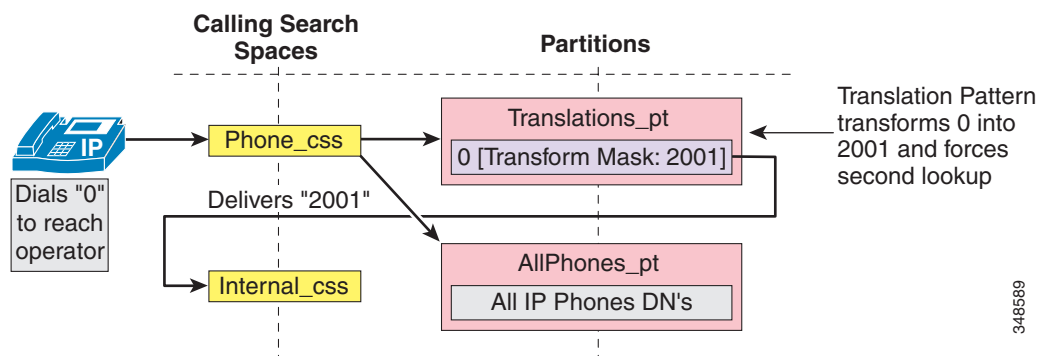 Calling Search
Spaces
Partitions
IP
Dials "0"
to reach
operator
Phone_css
Translations_pt
0 [Transform Mask: 2001]
Translation Pattern
transforms 0 into
2001 and forces
second lookup
Delivers "2001"
Internal_css
AllPhones_pt
All IP Phones DN's
348589